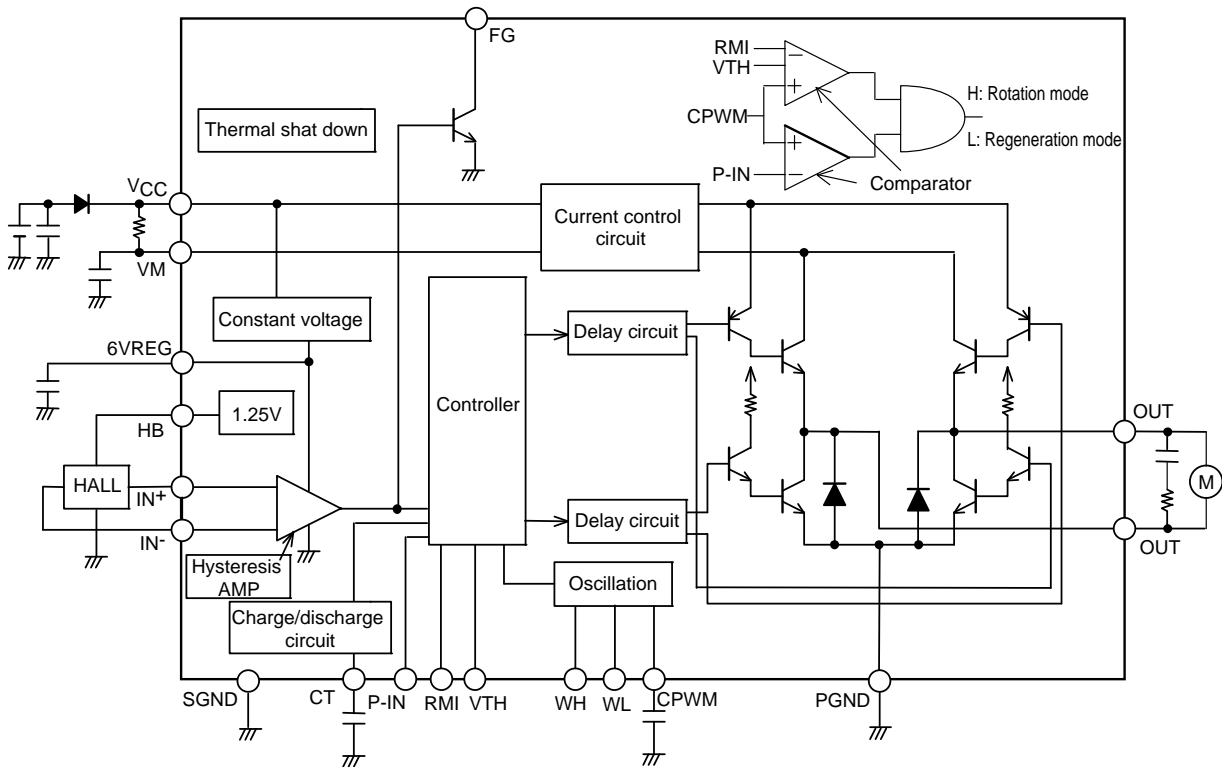 FG
RMI
VTH
CPWM
P-IN
H: Rotation mode
L: Regeneration mode
Comparator
Thermal shat down
VCC
VM
Current control
circuit
Constant voltage
6VREG
1.25V
HB
HALL
IN+
IN-
Hysteresis
AMP
Controller
Delay circuit
Delay circuit
Oscillation
Charge/discharge
circuit
OUT
M
OUT
SGND
CT
P-IN
RMI
VTH
WH
WL
CPWM
PGND